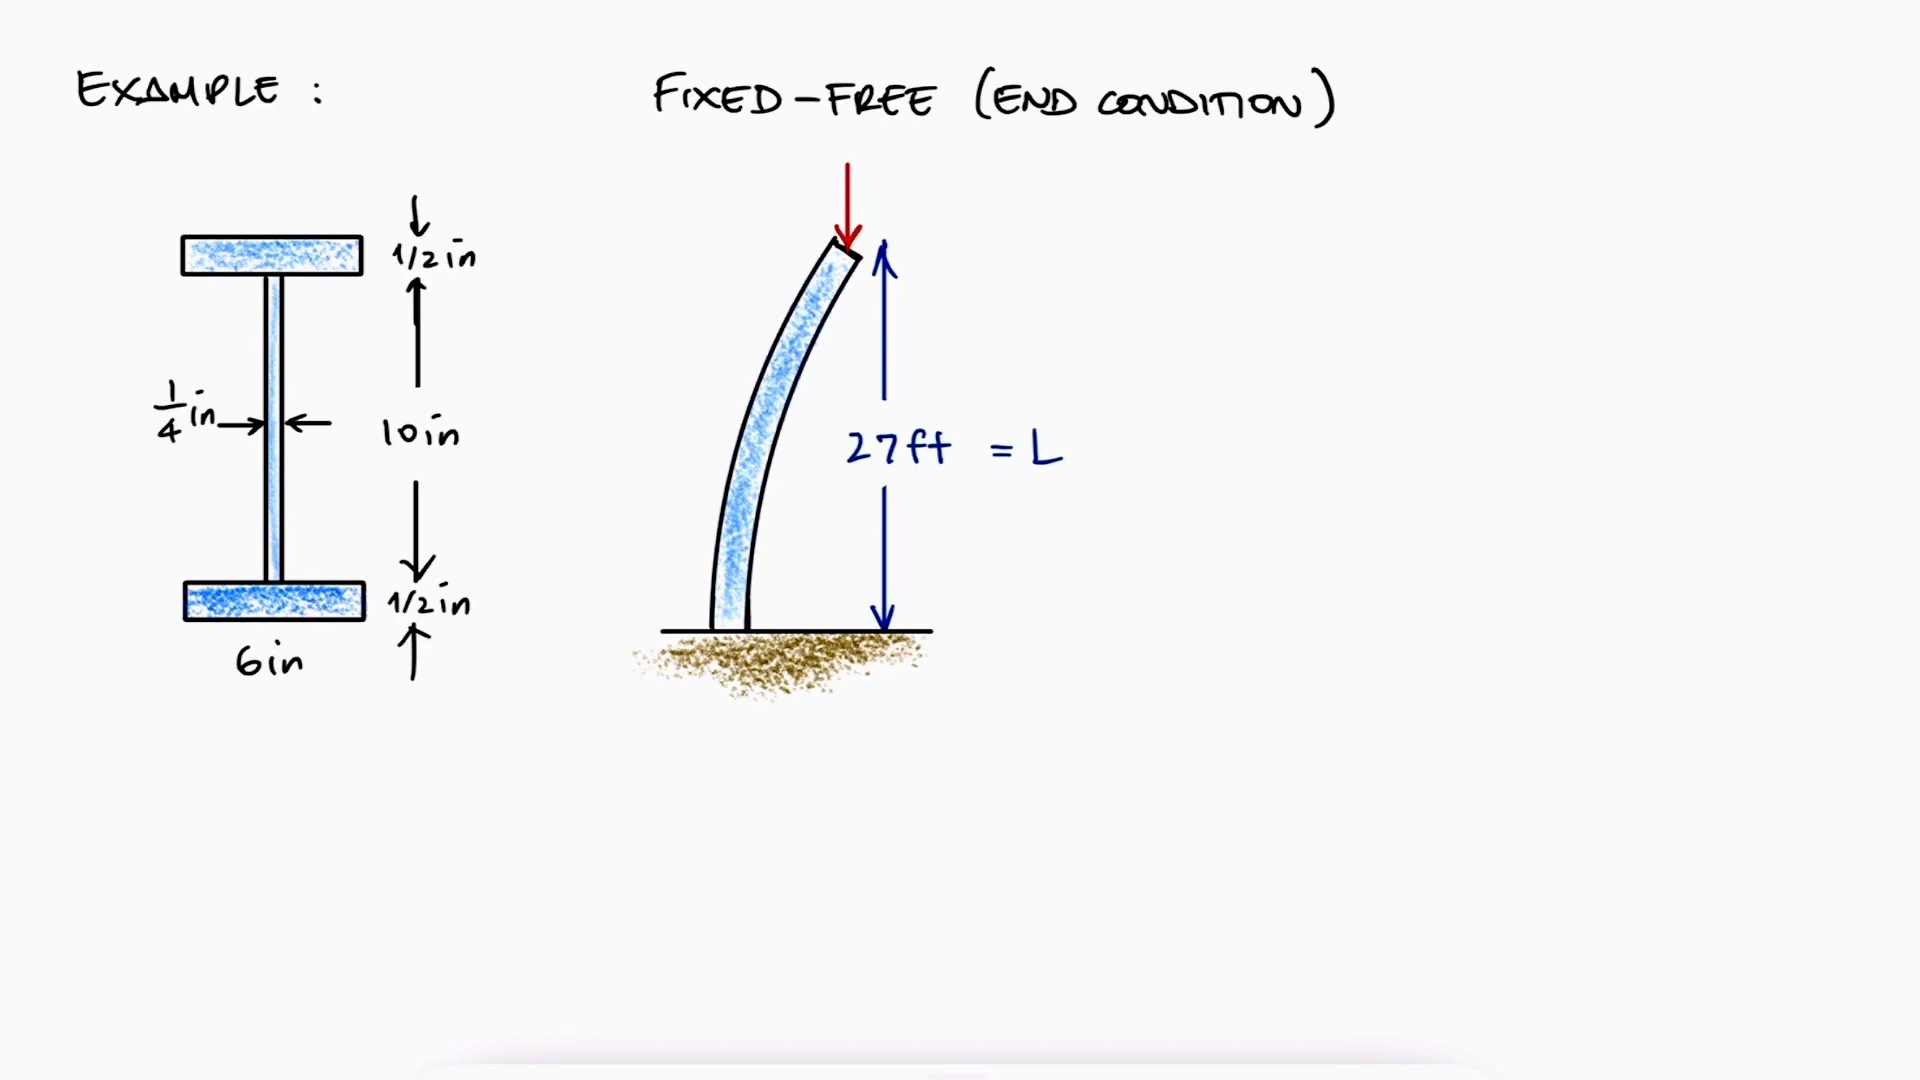 EXAMPLE :
FIXED-FREE (END CONDITION)
1/2 in
1/4 in
10 in
27 ft = L
1/2 in
6 in